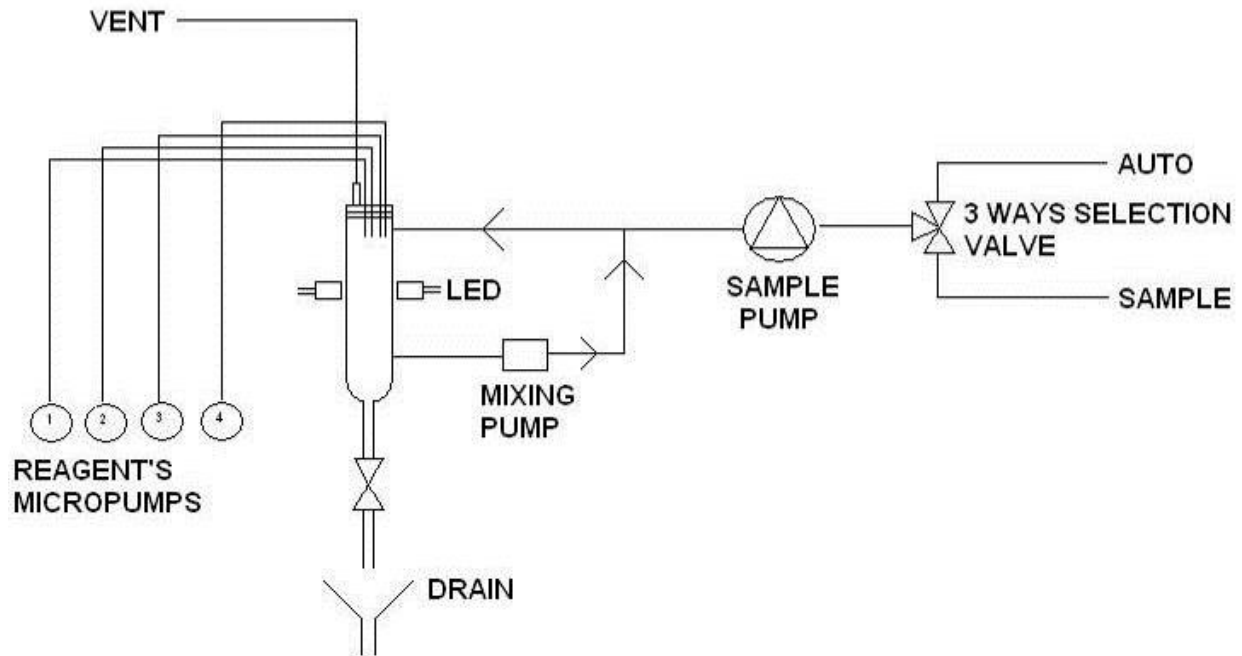 VENT
AUTO
3 WAYS SELECTION
VALVE
SAMPLE
SAMPLE
PUMP
LED
MIXING
PUMP
1
2
3
4
REAGENT'S
MICROPUMPS
DRAIN